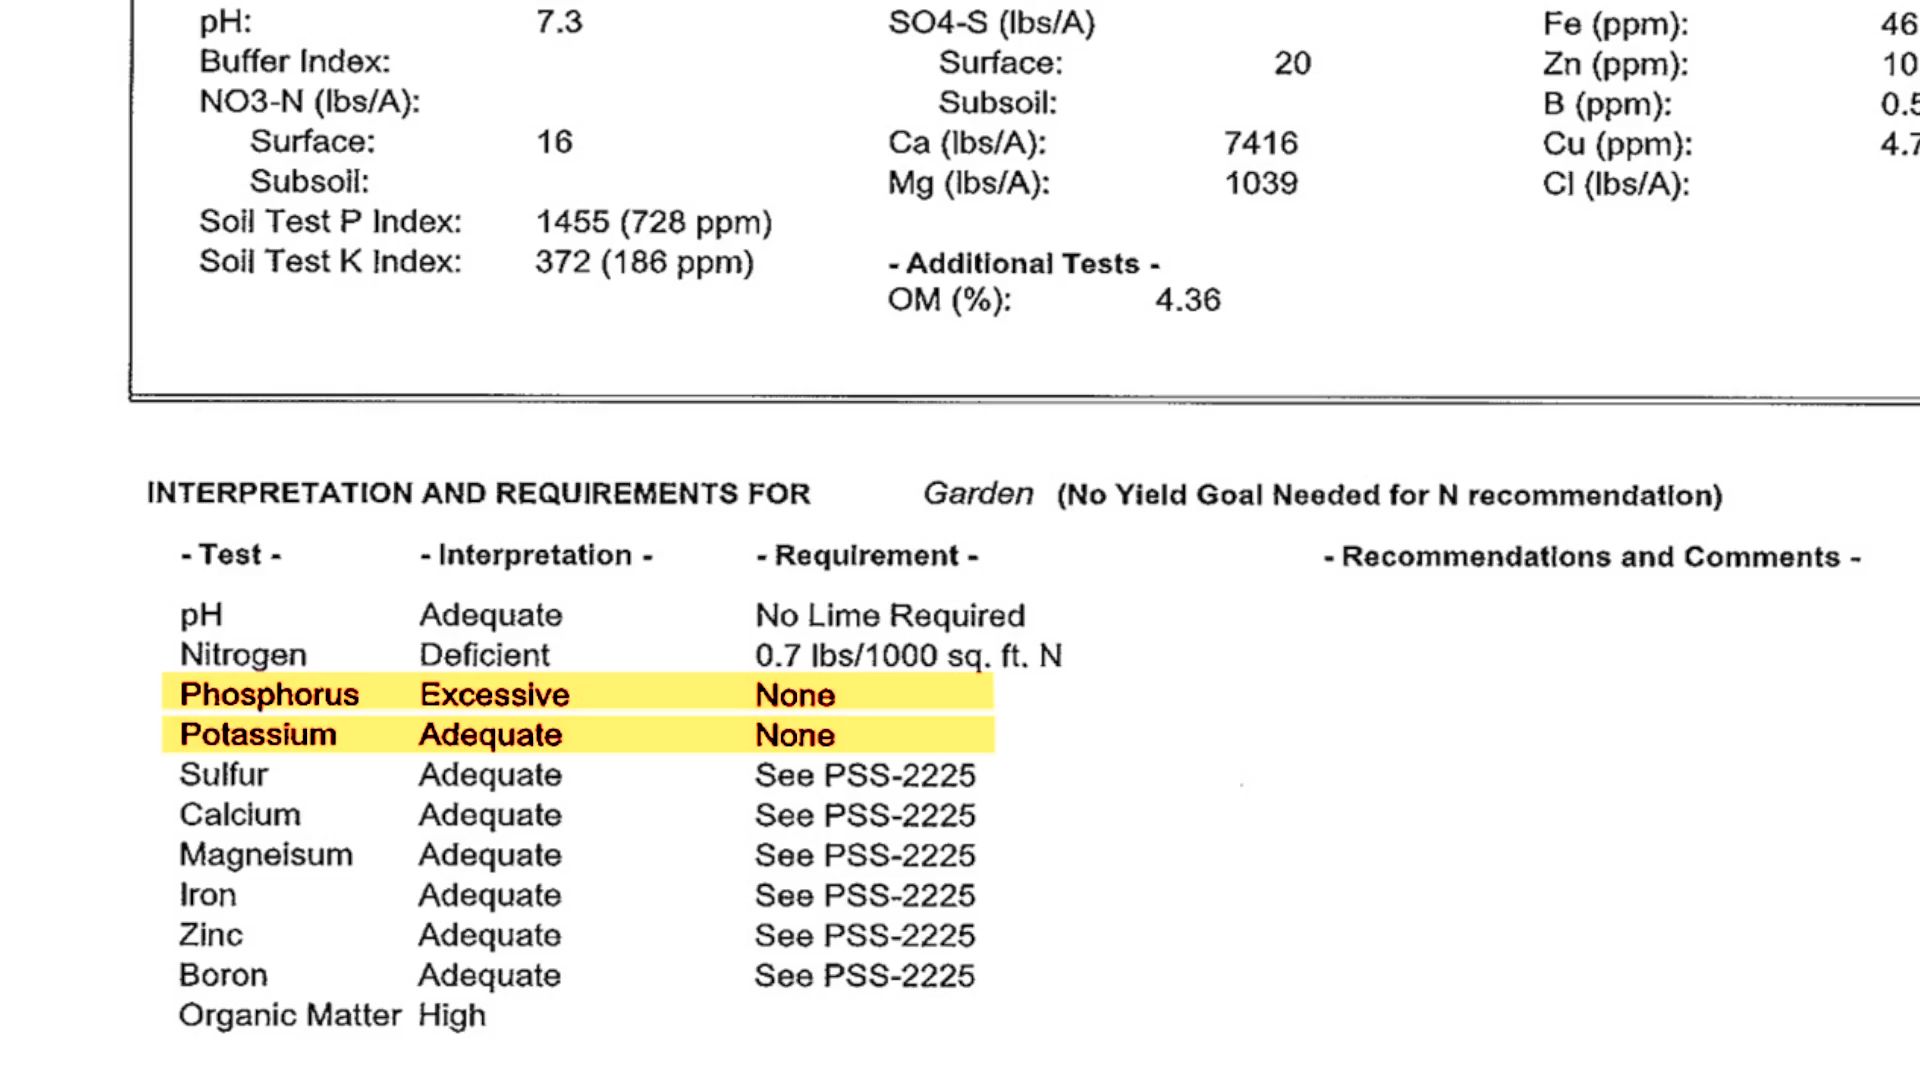 pH: 7.3 SO4-S (lbs/A) Fe (ppm): 46
Buffer Index: Surface: 20 Zn (ppm): 10
NO3-N (lbs/A): Subsoil: B (ppm): 0.5
Surface: 16 Ca (lbs/A): 7416 Cu (ppm): 4.7
Subsoil: Mg (lbs/A): 1039 Cl (lbs/A):
Soil Test P Index: 1455 (728 ppm)
Soil Test K Index: 372 (186 ppm) - Additional Tests -
OM (%): 4.36
INTERPRETATION AND REQUIREMENTS FOR Garden (No Yield Goal Needed for N recommendation)
- Test - - Interpretation - - Requirement - - Recommendations and Comments -
pH Adequate No Lime Required
Nitrogen Deficient 0.7 lbs/1000 sq. ft. N
Phosphorus Excessive None
Potassium Adequate None
Sulfur Adequate See PSS-2225
Calcium Adequate See PSS-2225
Magneisum Adequate See PSS-2225
Iron Adequate See PSS-2225
Zinc Adequate See PSS-2225
Boron Adequate See PSS-2225
Organic Matter High